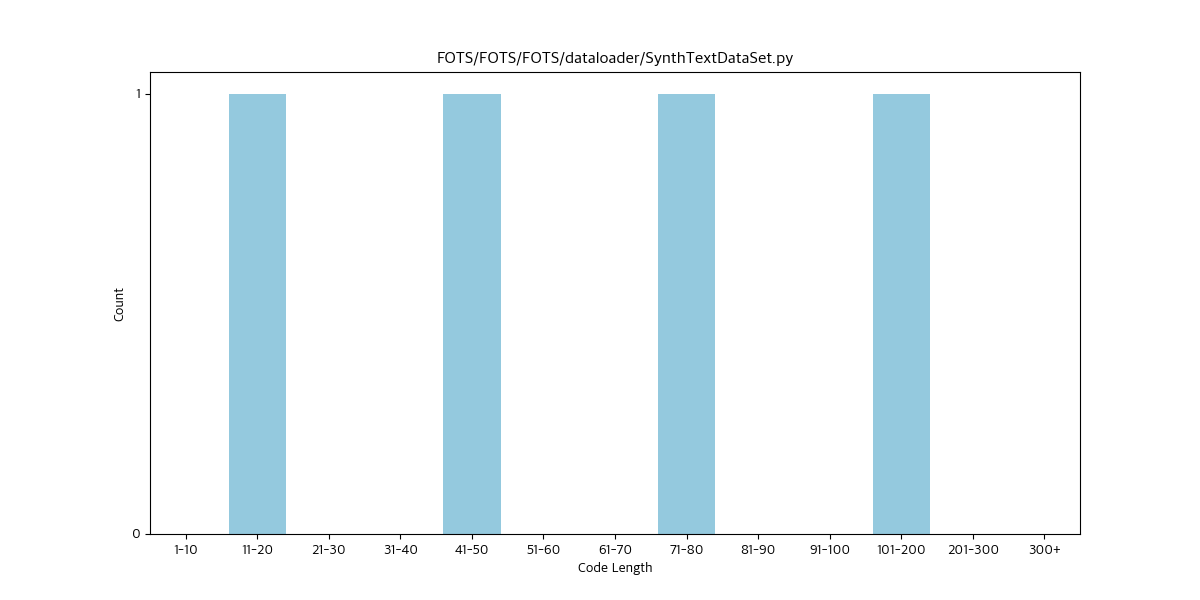 FOTS/FOTS/FOTS/dataloader/SynthTextDataSet.py
1
Count
0
1-10 11-20 21-30 31-40 41-50 51-60 61-70 71-80 81-90 91-100 101-200 201-300 300+
Code Length